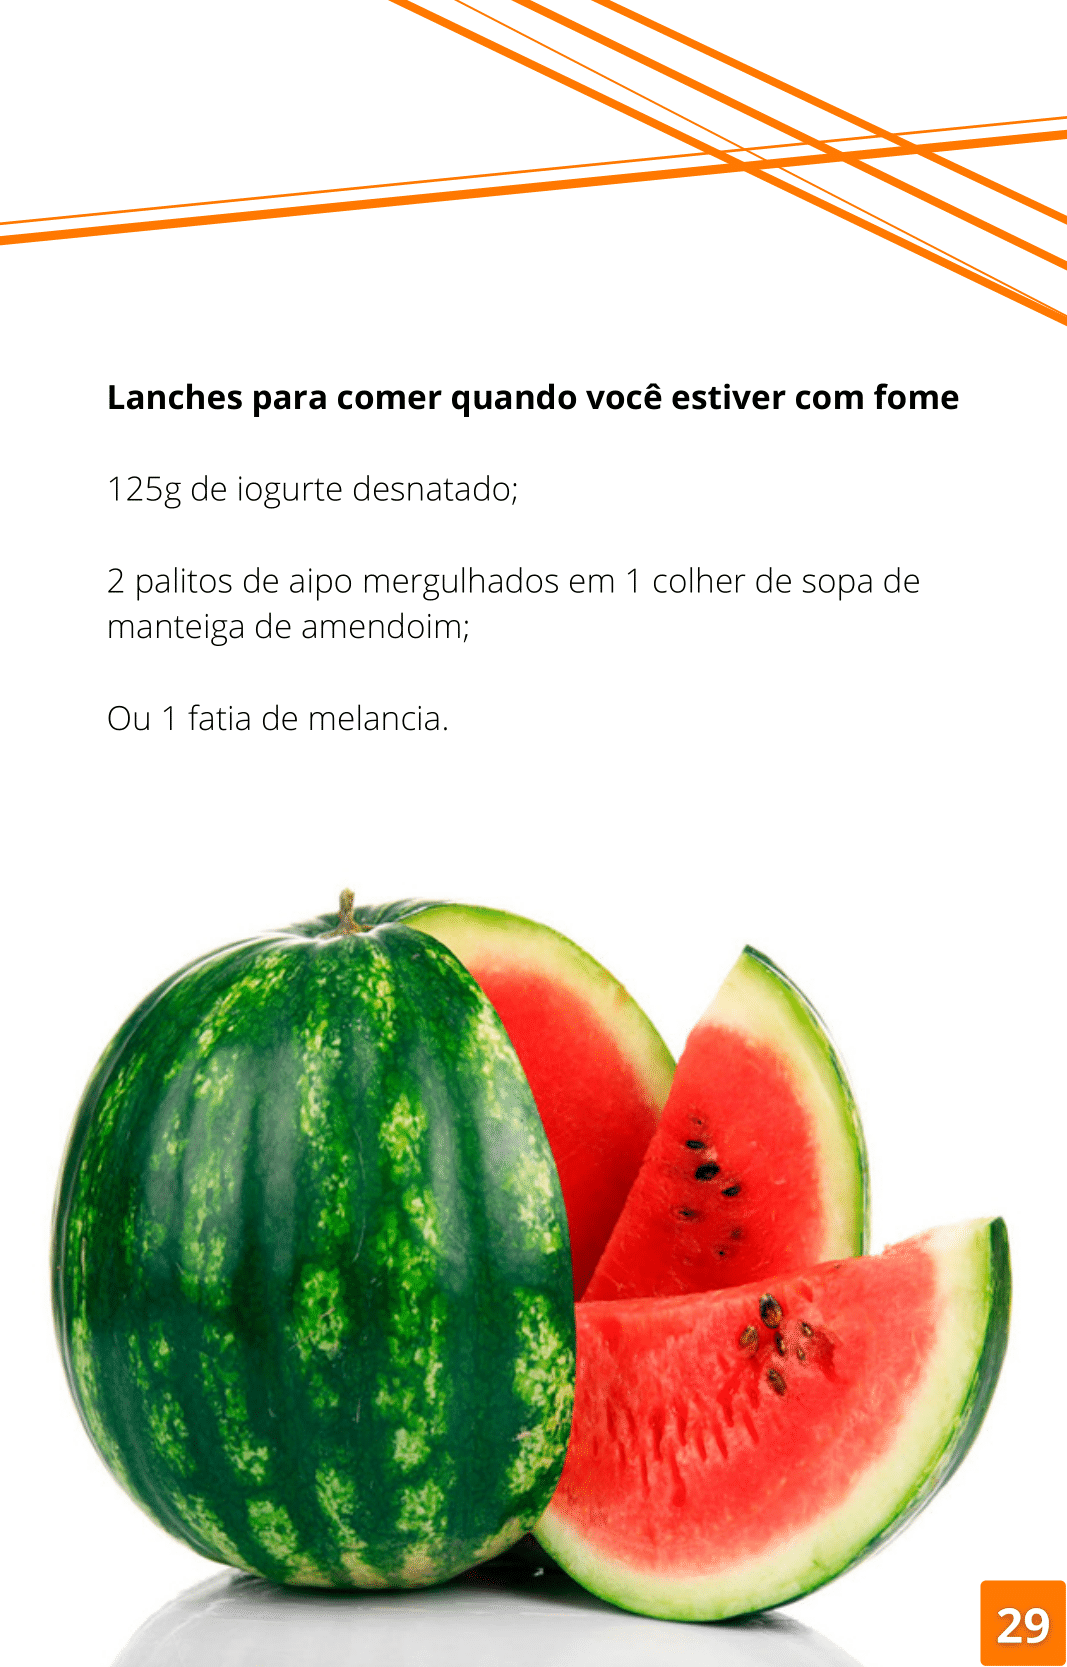 Lanches para comer quando você estiver com fome
125g de iogurte desnatado;
2 palitos de aipo mergulhados em 1 colher de sopa de
manteiga de amendoim;
Ou 1 fatia de melancia.
29